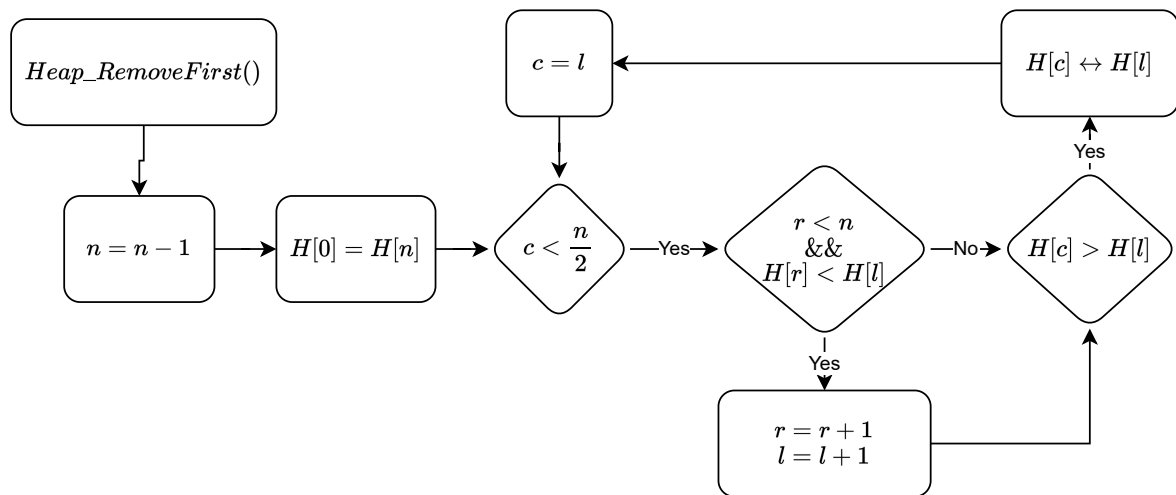 Heap_RemoveFirst()
n = n − 1
H[0] = H[n]
c = l
c < n/2
Yes
r < n
&&
H[r] < H[l]
Yes
r = r + 1
l = l + 1
No
H[c] > H[l]
Yes
H[c] ↔ H[l]